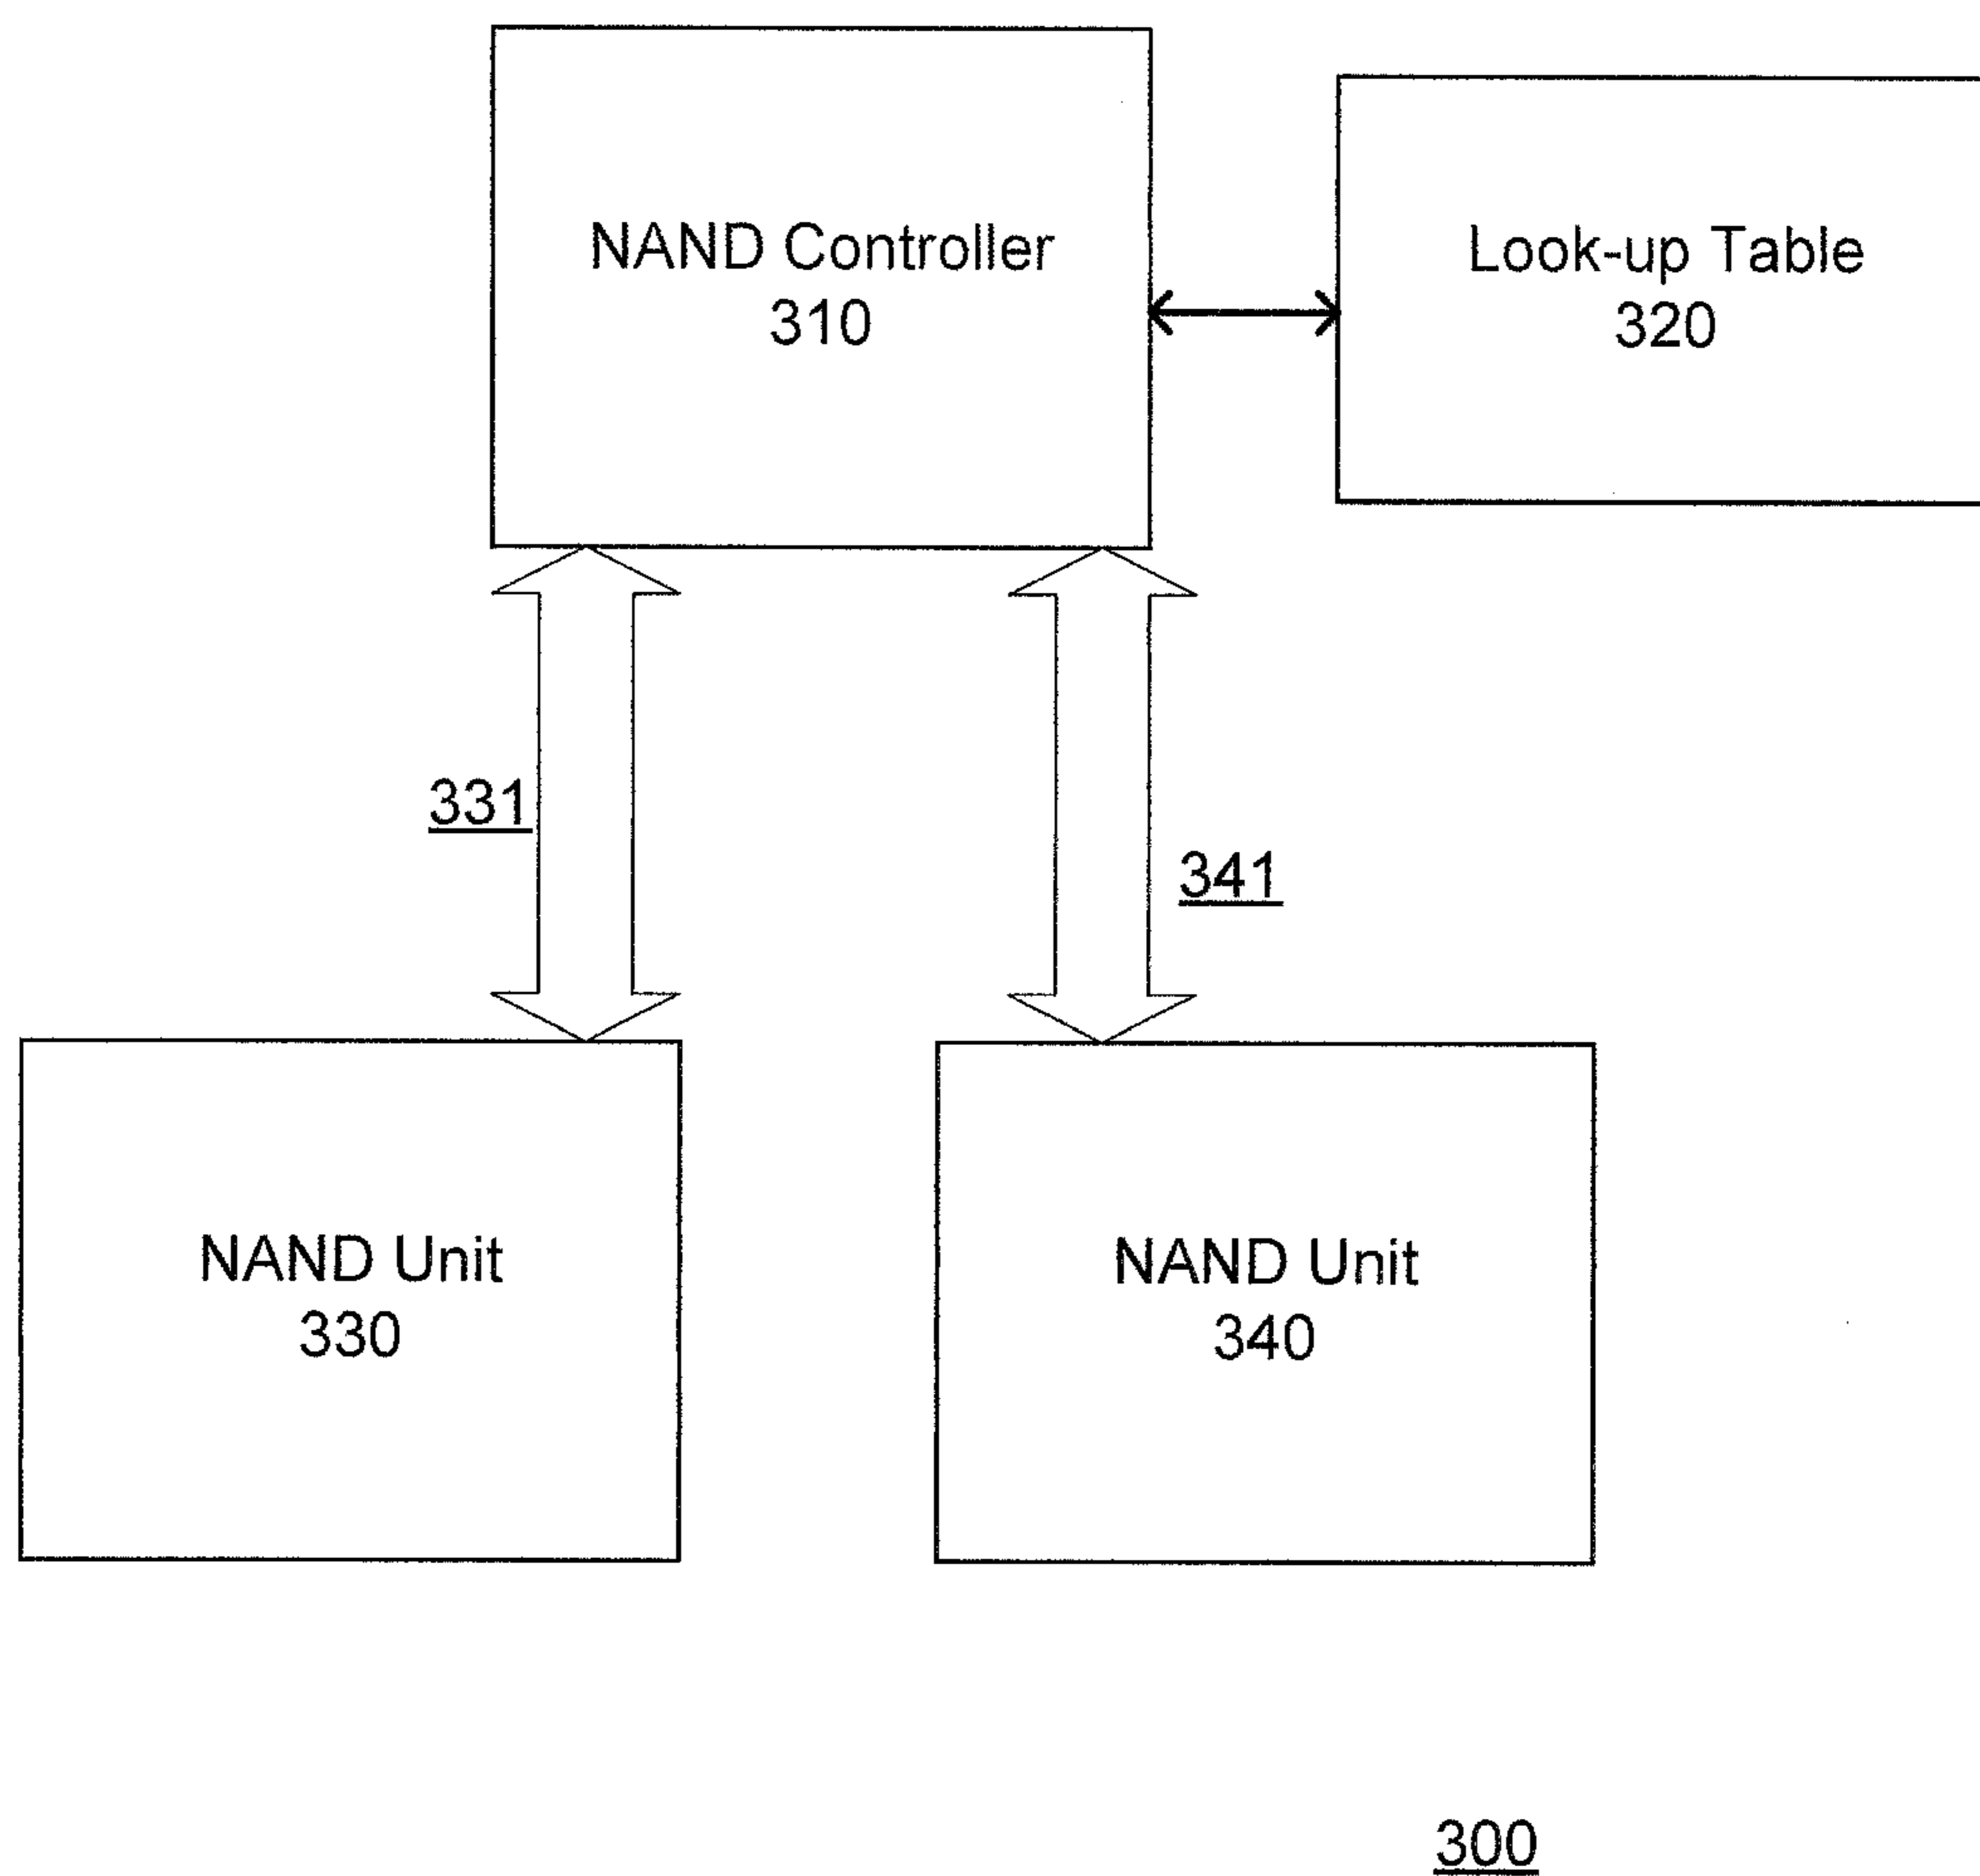 NAND Controller
310
Look-up Table
320
331
341
NAND Unit
330
NAND Unit
340
300